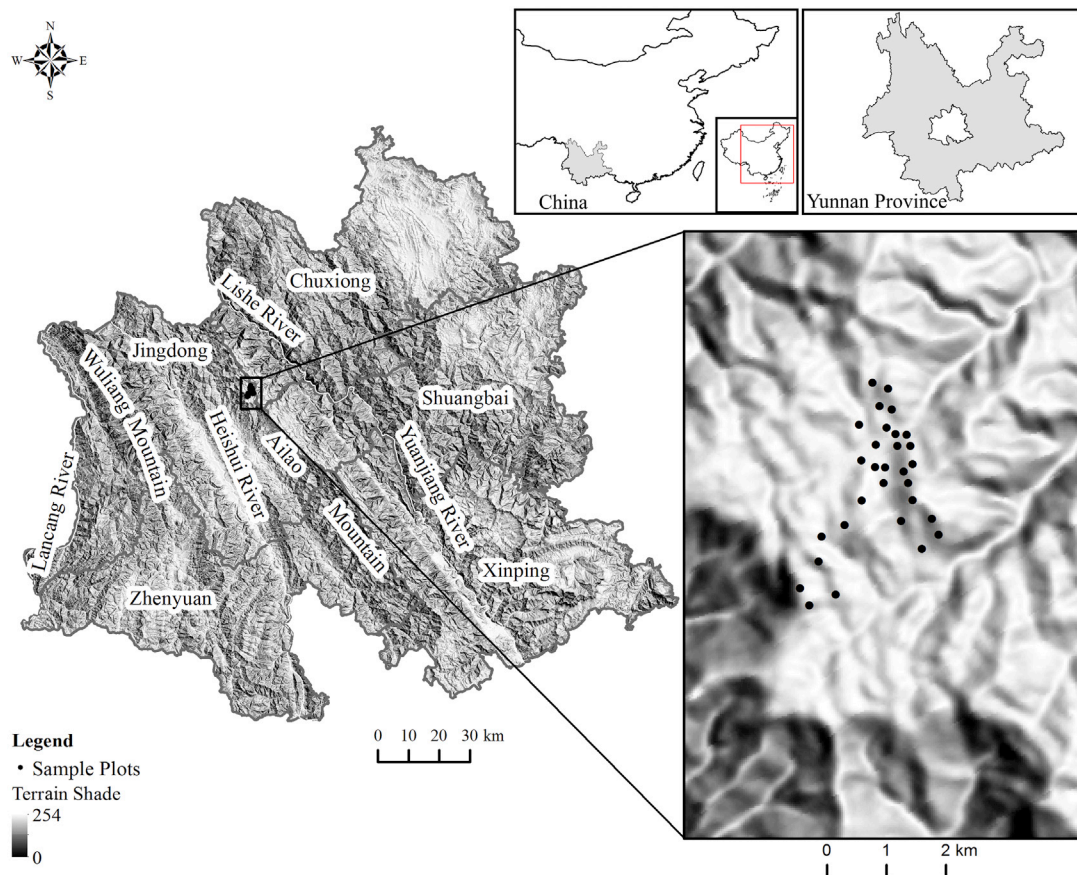 N
W
E
S
China
Yunnan Province
Chuxiong
Lishe River
Jingdong
Wuliang Mountain
Shuangbai
Heishui River
Ailao Mountain
Yuanjiang River
Lancang River
Xinping
Zhenyuan
Legend
Sample Plots
Terrain Shade
254
0
0 10 20 30 km
0 1 2 km